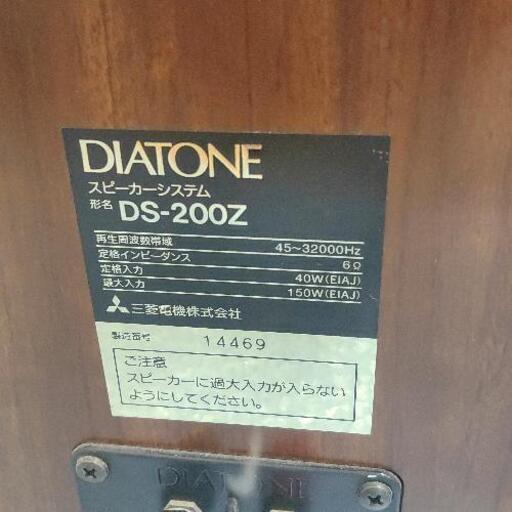 DIATONE
スピーカーシステム
形名 DS-200Z
再生周波数帯域 45~32000Hz
定格インピーダンス 6Ω
定格入力 40W(EIAJ)
最大入力 150W(EIAJ)
三菱電機株式会社
製造番号 14469
ご注意
スピーカーに過大入力が入らない
ようにしてください。
DIATONE